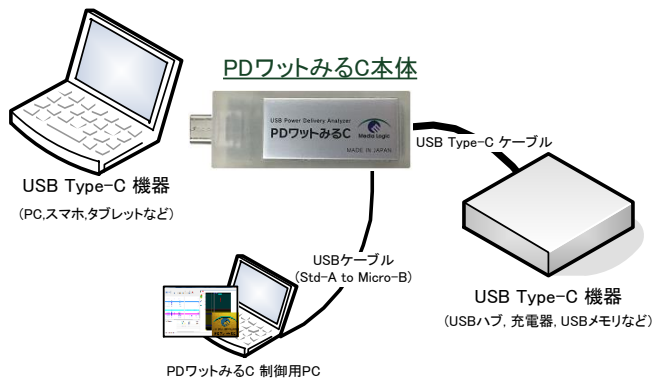 PDワットみるC本体
USB Power Delivery Analyzer
PDワットみるC
Media Logic
MADE IN JAPAN
USB Type-C ケーブル
USB Type-C 機器
(PC,スマホ,タブレットなど)
USBケーブル
(Std-A to Micro-B)
USB Type-C 機器
(USBハブ, 充電器, USBメモリなど)
PDワットみるC 制御用PC